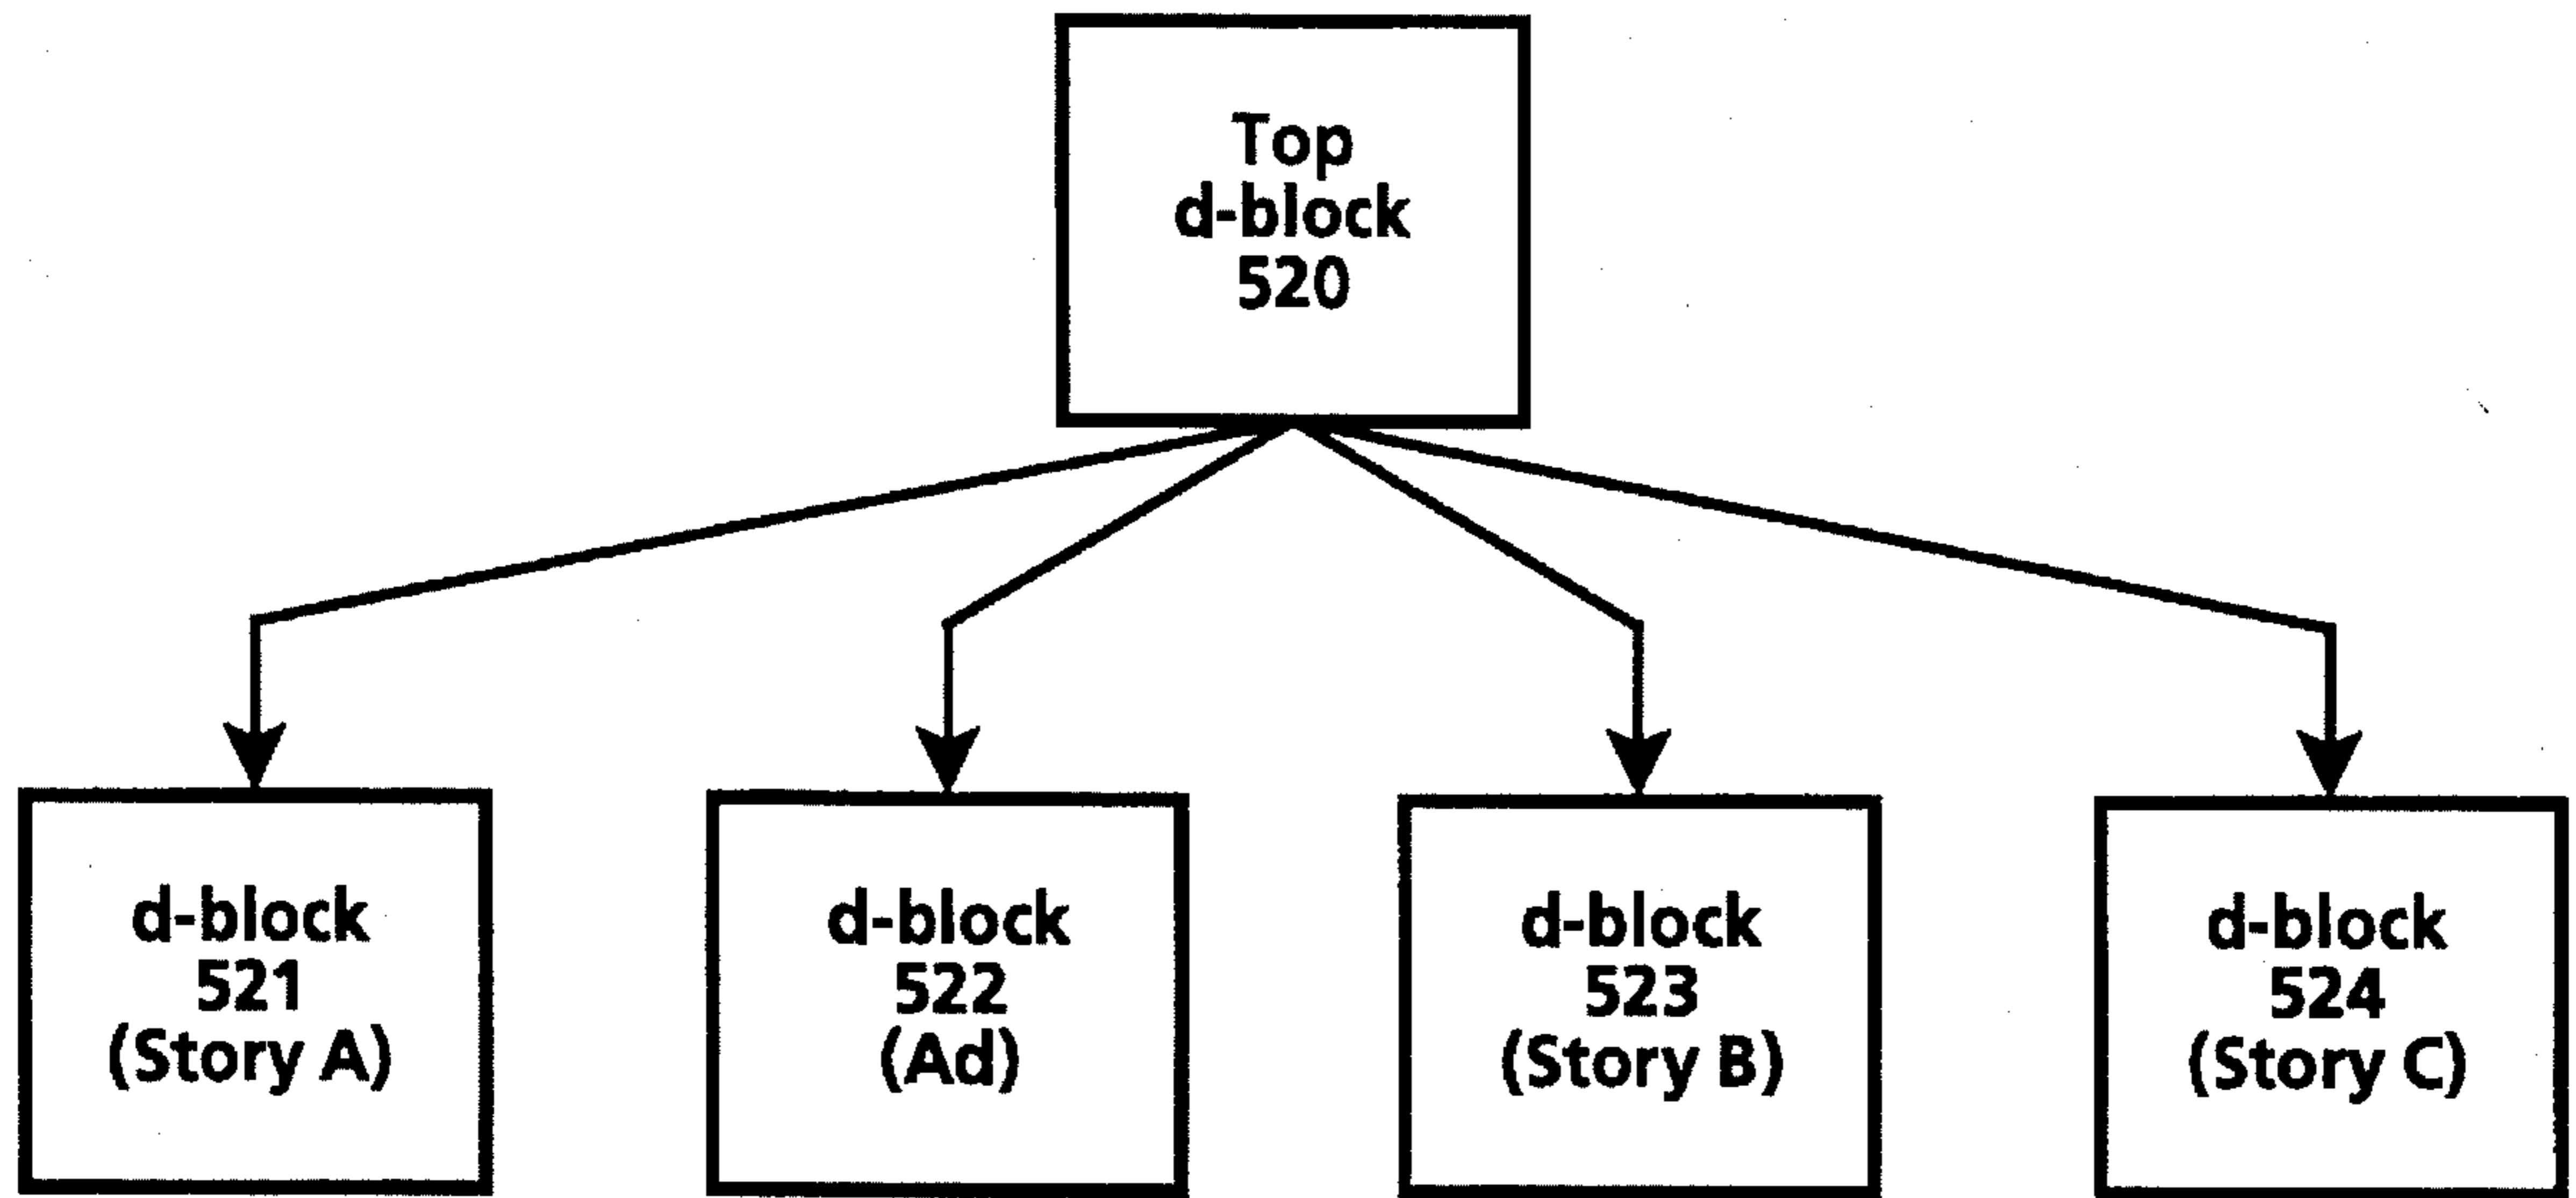 Top
d-block
520
d-block
521
(Story A)
d-block
522
(Ad)
d-block
523
(Story B)
d-block
524
(Story C)